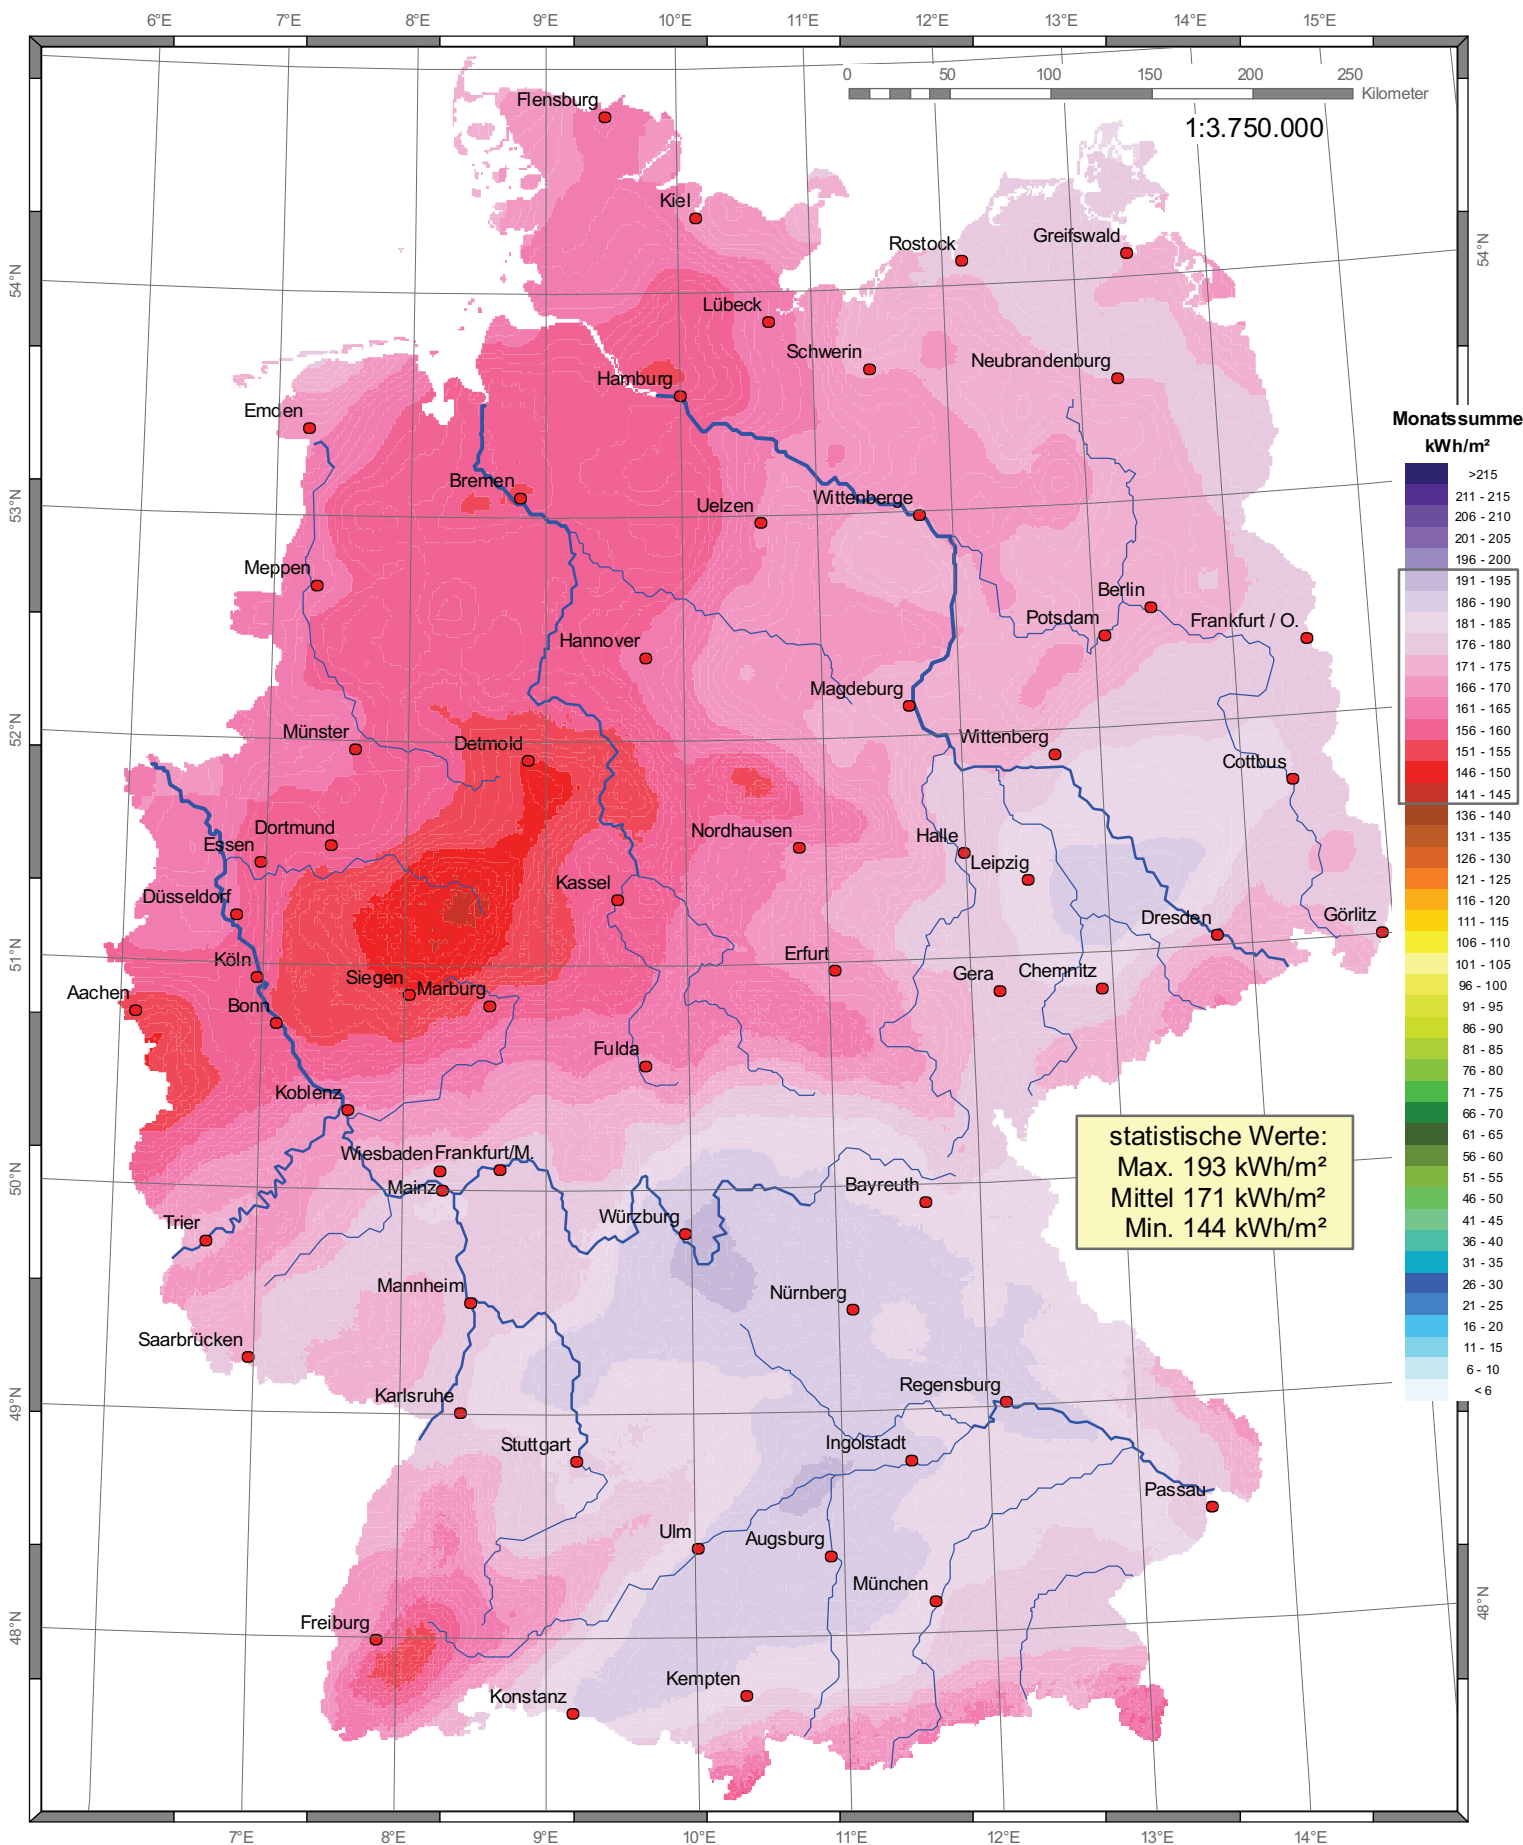 6°E 7°E 8°E 9°E 10°E 11°E 12°E 13°E 14°E 15°E
0 50 100 150 200 250
Kilometer
1:3.750.000
Flensburg
Kiel
Rostock
Greifswald
54°N
54°N
Lübeck
Schwerin
Neubrandenburg
Hamburg
Emden
Bremen
Uelzen
Wittenberge
53°N
Meppen
Berlin
Potsdam
Frankfurt / O.
Hannover
Magdeburg
52°N
Münster
Detmold
Wittenberg
Cottbus
Nordhausen
Dortmund
Essen
Halle
Leipzig
Kassel
Düsseldorf
Dresden
Görlitz
51°N
Köln
Erfurt
Siegen
Marburg
Gera
Chemnitz
Aachen
Bonn
Fulda
Koblenz
Wiesbaden
Frankfurt/M.
Mainz
50°N
Bayreuth
Trier
Würzburg
Mannheim
Nürnberg
Saarbrücken
Karlsruhe
Regensburg
49°N
Stuttgart
Ingolstadt
Passau
Ulm
Augsburg
München
48°N
48°N
Freiburg
Kempten
Konstanz
Monatssumme
kWh/m²
>215
211 - 215
206 - 210
201 - 205
196 - 200
191 - 195
186 - 190
181 - 185
176 - 180
171 - 175
166 - 170
161 - 165
156 - 160
151 - 155
146 - 150
141 - 145
136 - 140
131 - 135
126 - 130
121 - 125
116 - 120
111 - 115
106 - 110
101 - 105
96 - 100
91 - 95
86 - 90
81 - 85
76 - 80
71 - 75
66 - 70
61 - 65
56 - 60
51 - 55
46 - 50
41 - 45
36 - 40
31 - 35
26 - 30
21 - 25
16 - 20
11 - 15
6 - 10
< 6
statistische Werte:
Max. 193 kWh/m²
Mittel 171 kWh/m²
Min. 144 kWh/m²
7°E 8°E 9°E 10°E 11°E 12°E 13°E 14°E